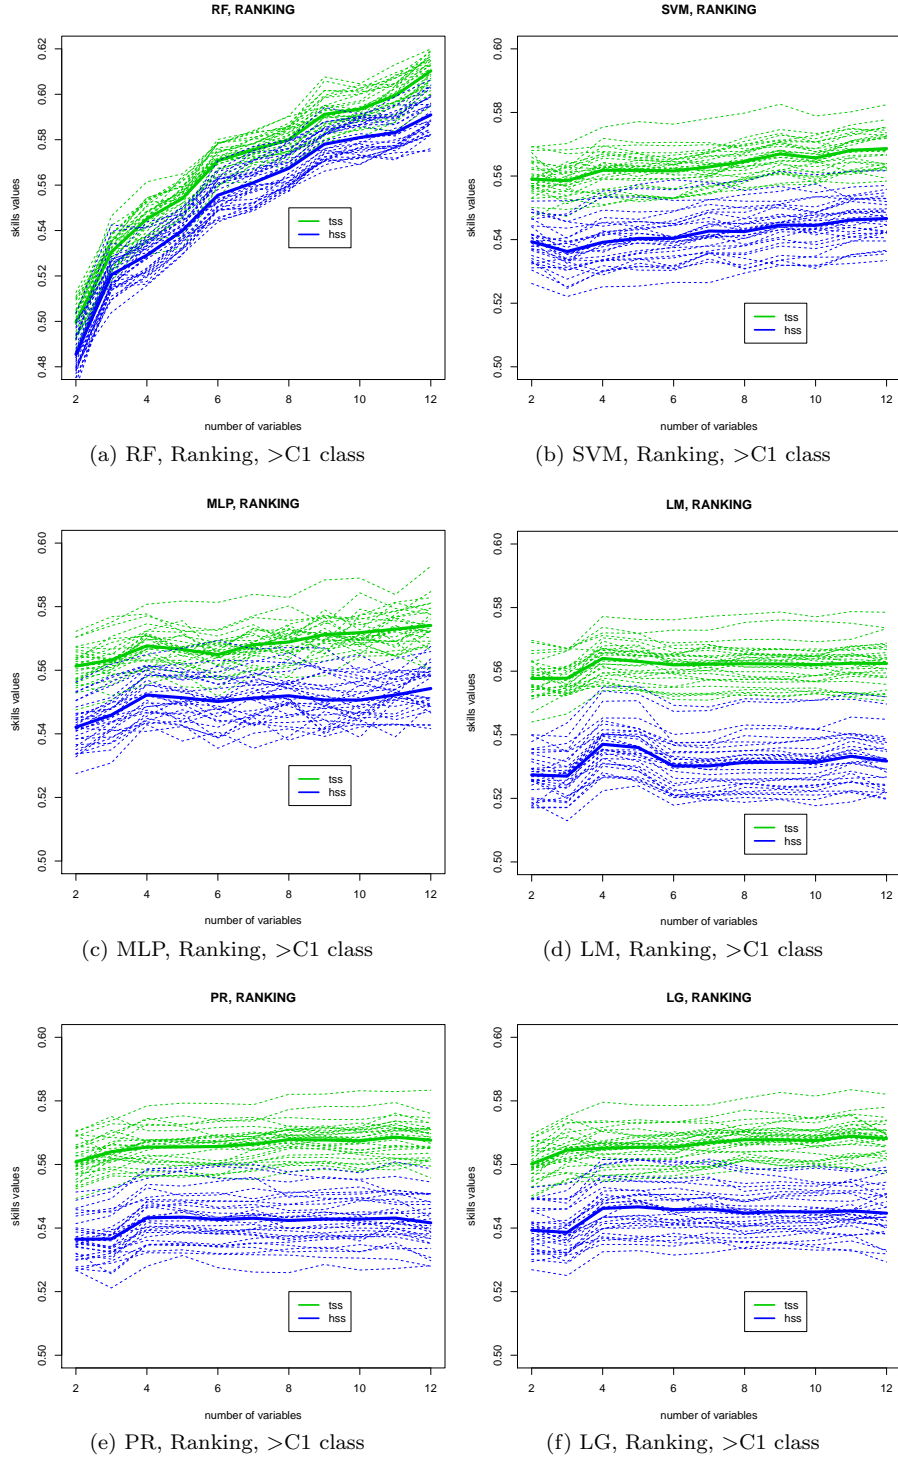 RF, RANKING
skills values
0.48 0.50 0.52 0.54 0.56 0.58 0.60 0.62
tss
hss
2 4 6 8 10 12
number of variables
(a) RF, Ranking, >C1 class
SVM, RANKING
skills values
0.50 0.52 0.54 0.56 0.58 0.60
tss
hss
2 4 6 8 10 12
number of variables
(b) SVM, Ranking, >C1 class
MLP, RANKING
skills values
0.50 0.52 0.54 0.56 0.58 0.60
tss
hss
2 4 6 8 10 12
number of variables
(c) MLP, Ranking, >C1 class
LM, RANKING
skills values
0.50 0.52 0.54 0.56 0.58 0.60
tss
hss
2 4 6 8 10 12
number of variables
(d) LM, Ranking, >C1 class
PR, RANKING
skills values
0.50 0.52 0.54 0.56 0.58 0.60
tss
hss
2 4 6 8 10 12
number of variables
(e) PR, Ranking, >C1 class
LG, RANKING
skills values
0.50 0.52 0.54 0.56 0.58 0.60
tss
hss
2 4 6 8 10 12
number of variables
(f) LG, Ranking, >C1 class